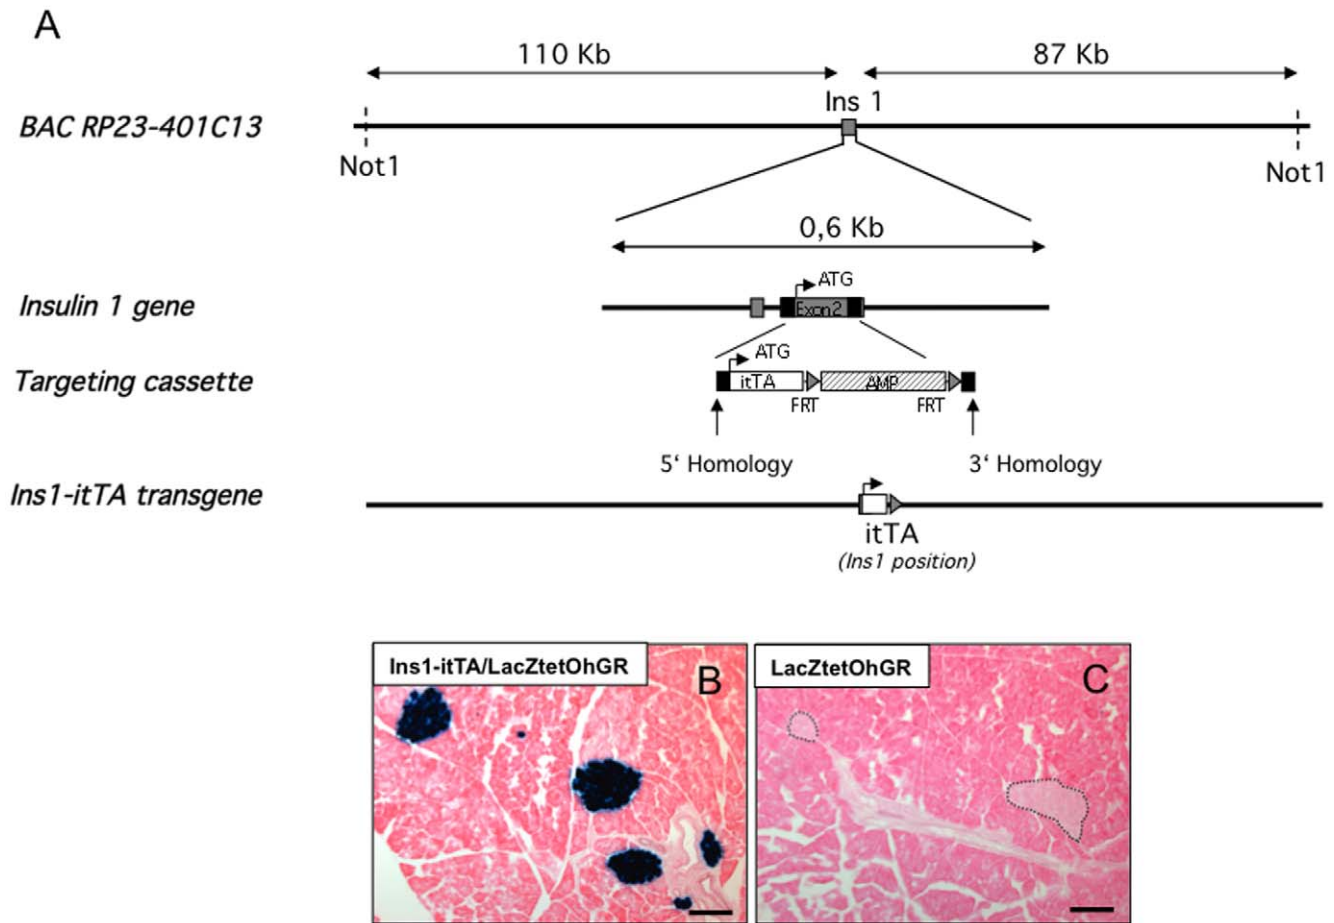 A
110 Kb
87 Kb
Ins 1
BAC RP23-401C13
Not1
Not1
0,6 Kb
ATG
Insulin 1 gene
Exon2
ATG
Targeting cassette
itTA
AMP
FRT
FRT
5‘ Homology
3‘ Homology
Ins1-itTA transgene
itTA
(Ins1 position)
Ins1-itTA/LacZtetOhGR
B
LacZtetOhGR
C